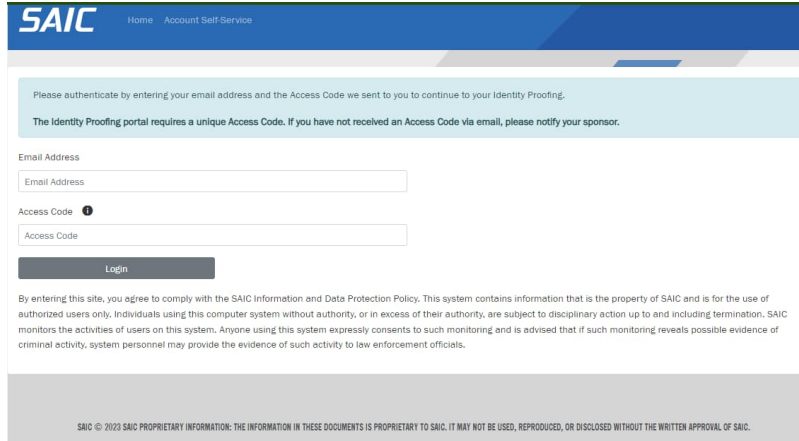 SAIC Home Account Self-Service
Please authenticate by entering your email address and the Access Code we sent to you to continue to your Identity Proofing.
The Identity Proofing portal requires a unique Access Code. If you have not received an Access Code via email, please notify your sponsor.
Email Address
Email Address
Access Code
Access Code
Login
By entering this site, you agree to comply with the SAIC Information and Data Protection Policy. This system contains information that is the property of SAIC and is for the use of
authorized users only. Individuals using this computer system without authority, or in excess of their authority, are subject to disciplinary action up to and including termination. SAIC
monitors the activities of users on this system. Anyone using this system expressly consents to such monitoring and is advised that if such monitoring reveals possible evidence of
criminal activity, system personnel may provide the evidence of such activity to law enforcement officials.
SAIC © 2023 SAIC PROPRIETARY INFORMATION: THE INFORMATION IN THESE DOCUMENTS IS PROPRIETARY TO SAIC. IT MAY NOT BE USED, REPRODUCED, OR DISCLOSED WITHOUT THE WRITTEN APPROVAL OF SAIC.